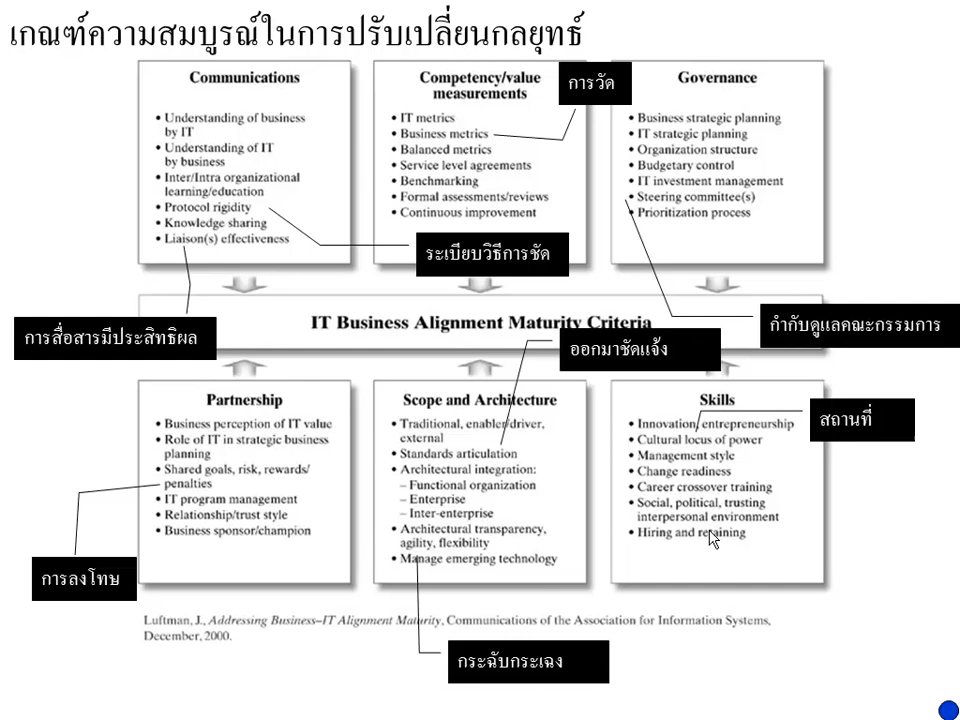 เกณฑ์ความสมบูรณ์ในการปรับเปลี่ยนกลยุทธ์
Communications
• Understanding of business
by IT
• Understanding of IT
by business
• Inter/Intra organizational
learning/education
• Protocol rigidity
• Knowledge sharing
• Liaison(s) effectiveness
Competency/value
measurements
• IT metrics
• Business metrics
• Balanced metrics
• Service level agreements
• Benchmarking
• Formal assessments/reviews
• Continuous improvement
การวัด
Governance
• Business strategic planning
• IT strategic planning
• Organization structure
• Budgetary control
• IT investment management
• Steering committee(s)
• Prioritization process
ระเบียบวิธีการชัด
การสื่อสารมีประสิทธิผล
IT Business Alignment Maturity Criteria
กำกับดูแลคณะกรรมการ
ออกมาชัดแจ้ง
Partnership
• Business perception of IT value
• Role of IT in strategic business
planning
• Shared goals, risk, rewards/
penalties
• IT program management
• Relationship/trust style
• Business sponsor/champion
Scope and Architecture
• Traditional, enabler/driver,
external
• Standards articulation
• Architectural integration:
– Functional organization
– Enterprise
– Inter-enterprise
• Architectural transparency,
agility, flexibility
• Manage emerging technology
Skills
• Innovation, entrepreneurship
• Cultural locus of power
• Management style
• Change readiness
• Career crossover training
• Social, political, trusting
interpersonal environment
• Hiring and retaining
สถานที่
การลงโทษ
Luftman, J., Addressing Business–IT Alignment Maturity, Communications of the Association for Information Systems,
December, 2000.
กระฉับกระเฉง